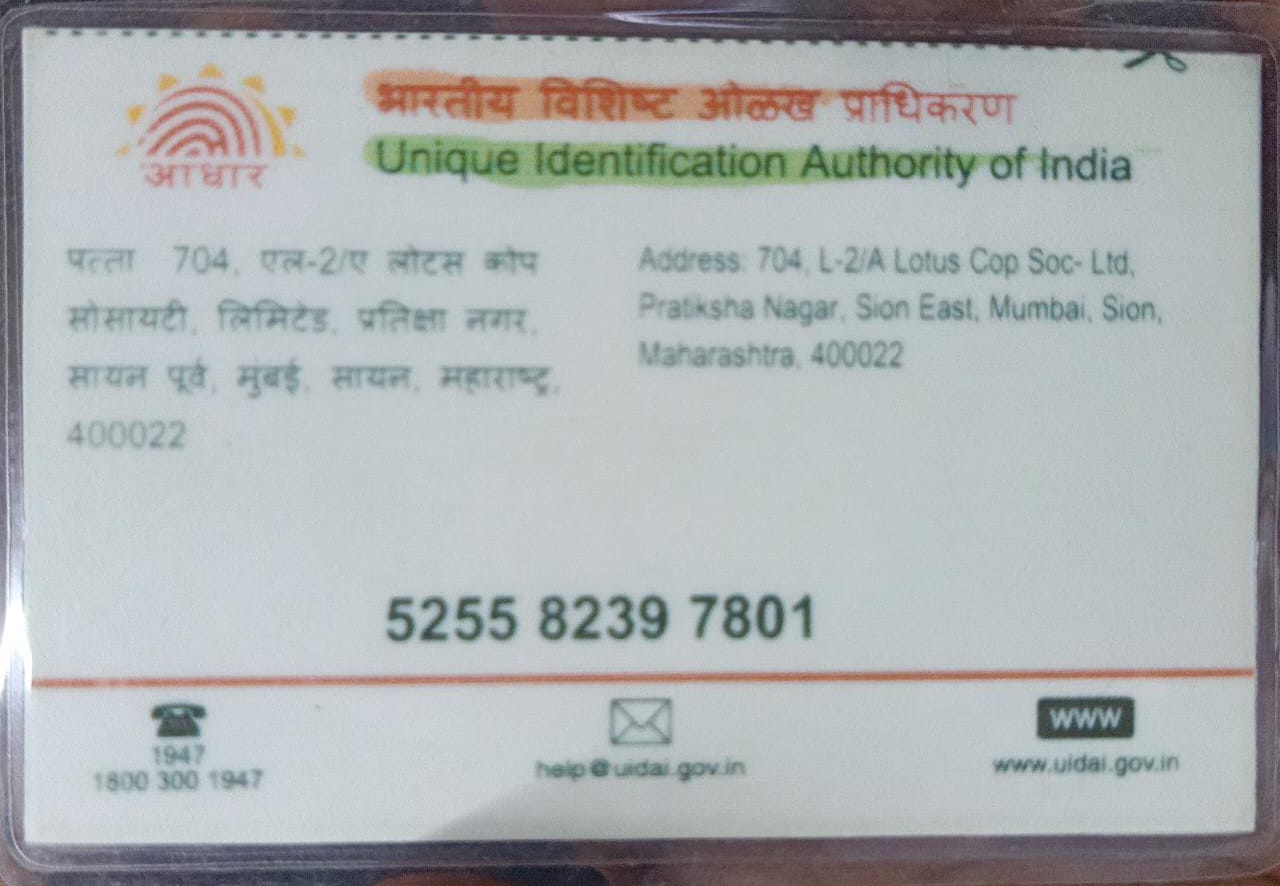 आधार
भारतीय विशिष्ट ओळख प्राधिकरण
Unique Identification Authority of India
पत्ता 704, एल-2/ए लोटस कोप
सोसायटी, लिमिटेड, प्रतिक्षा नगर,
सायन पूर्व, मुंबई, सायन, महाराष्ट्र,
400022
Address: 704, L-2/A Lotus Cop Soc- Ltd,
Pratiksha Nagar, Sion East, Mumbai, Sion,
Maharashtra, 400022
5255 8239 7801
1947
1800 300 1947
help@uidai.gov.in
www
www.uidai.gov.in